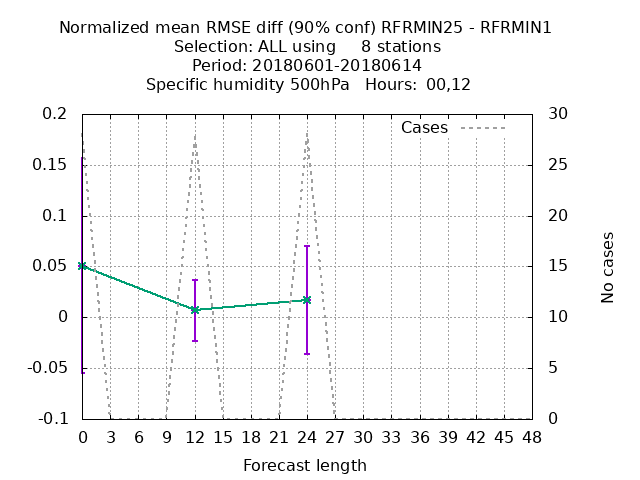 Normalized mean RMSE diff (90% conf) RFRMIN25 - RFRMIN1
Selection: ALL using 8 stations
Period: 20180601-20180614
Specific humidity 500hPa Hours: 00,12
Cases
0.2
0.15
0.1
0.05
0
-0.05
-0.1
30
25
20
15
10
5
0
No cases
0 3 6 9 12 15 18 21 24 27 30 33 36 39 42 45 48
Forecast length